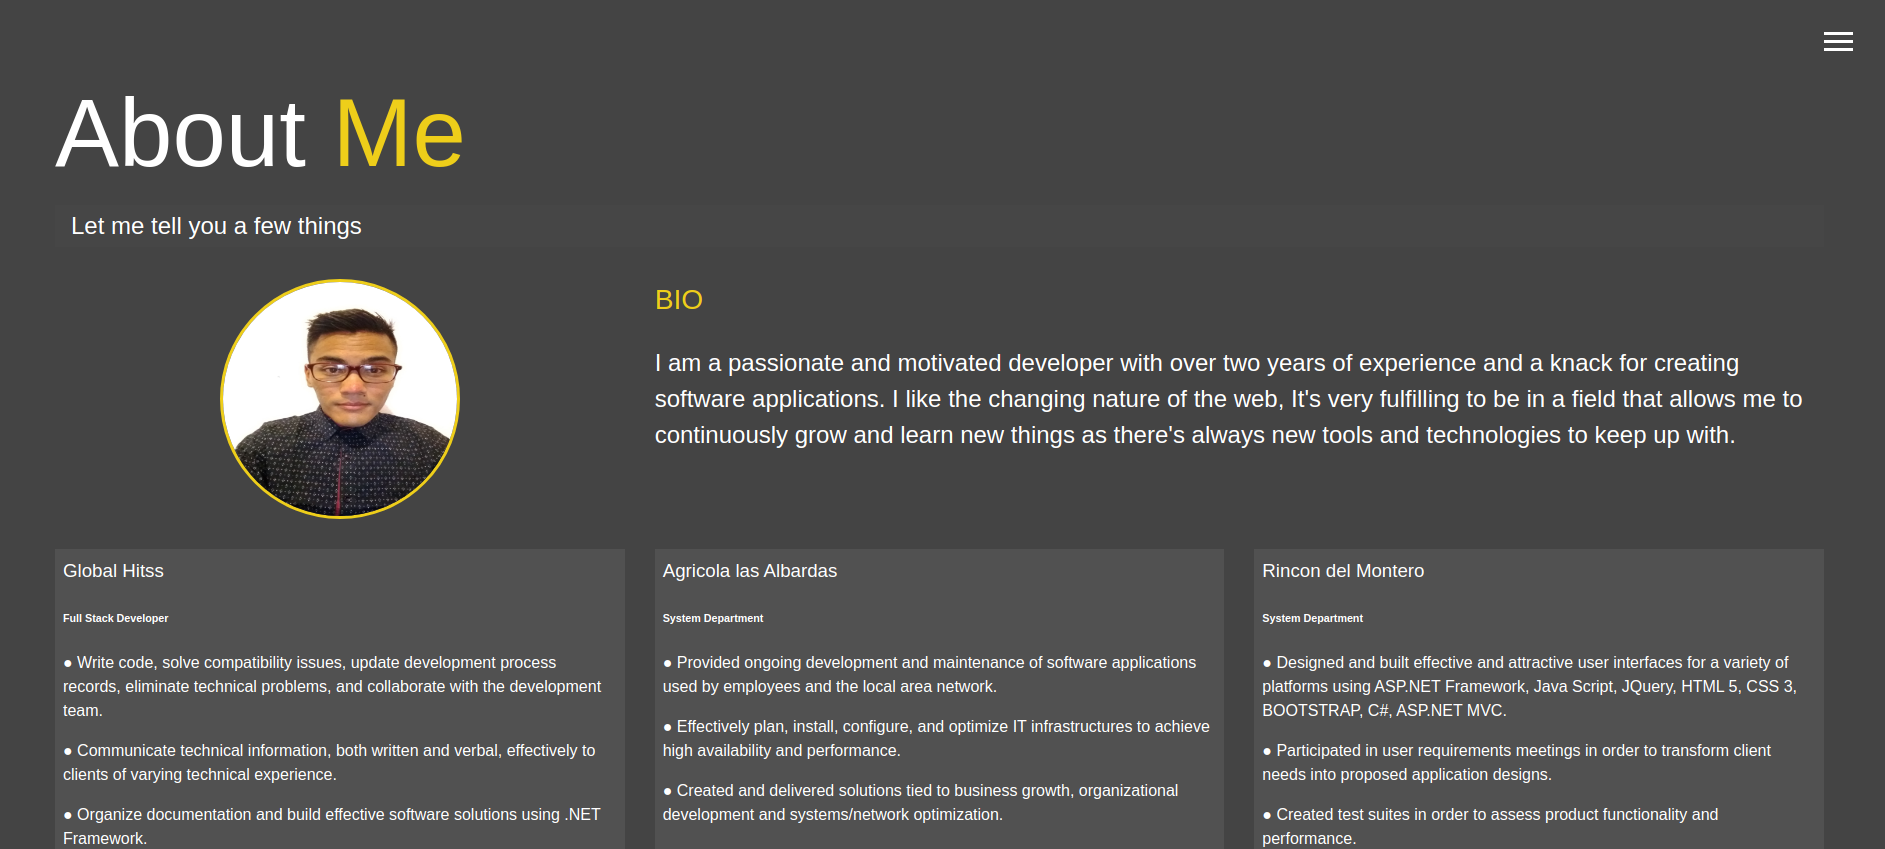 About Me
Let me tell you a few things
BIO
I am a passionate and motivated developer with over two years of experience and a knack for creating
software applications. I like the changing nature of the web, It's very fulfilling to be in a field that allows me to
continuously grow and learn new things as there's always new tools and technologies to keep up with.
Global Hitss
Full Stack Developer
● Write code, solve compatibility issues, update development process
records, eliminate technical problems, and collaborate with the development
team.
● Communicate technical information, both written and verbal, effectively to
clients of varying technical experience.
● Organize documentation and build effective software solutions using .NET
Framework.
Agricola las Albardas
System Department
● Provided ongoing development and maintenance of software applications
used by employees and the local area network.
● Effectively plan, install, configure, and optimize IT infrastructures to achieve
high availability and performance.
● Created and delivered solutions tied to business growth, organizational
development and systems/network optimization.
Rincon del Montero
System Department
● Designed and built effective and attractive user interfaces for a variety of
platforms using ASP.NET Framework, Java Script, JQuery, HTML 5, CSS 3,
BOOTSTRAP, C#, ASP.NET MVC.
● Participated in user requirements meetings in order to transform client
needs into proposed application designs.
● Created test suites in order to assess product functionality and
performance.